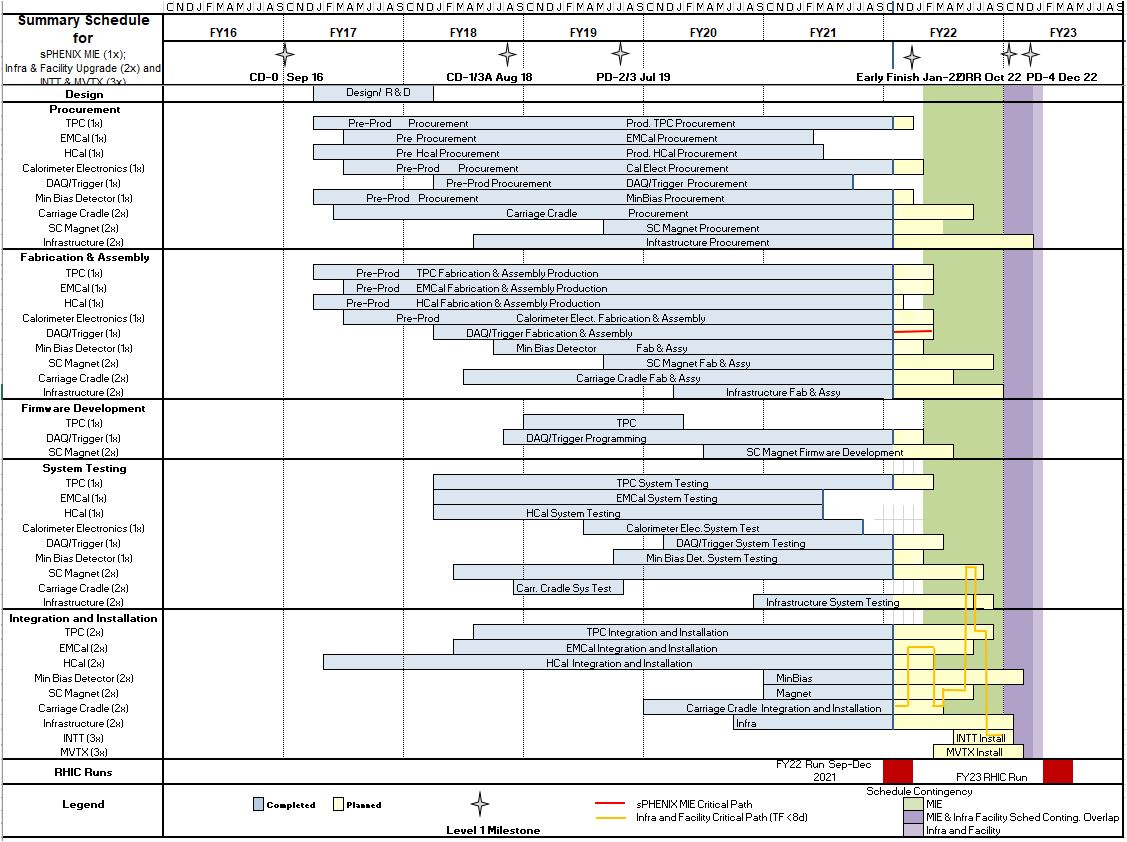 O N D J F M A M J J A S O N D J F M A M J J A S O N D J F M A M J J A S O N D J F M A M J J A S O N D J F M A M J J A S O N D J F M A M J J A S O N D J F M A M J J A S O N D J F M A M J J A S
Summary Schedule for
sPHENIX MIE (1x);
Infra & Facility Upgrade (2x) and
INTT & MVTX (3x)
FY16 FY17 FY18 FY19 FY20 FY21 FY22 FY23
CD-0 Sep 16 CD-1/3A Aug 18 PD-2/3 Jul 19 Early Finish Jan-22 ORR Oct 22 PD-4 Dec 22
Design Design/ R & D
Procurement
TPC (1x) Pre-Prod Procurement Prod. TPC Procurement
EMCal (1x) Pre Procurement EMCal Procurement
HCal (1x) Pre Hcal Procurement Prod. HCal Procurement
Calorimeter Electronics (1x) Pre-Prod Procurement Cal Elect Procurement
DAQ/Trigger (1x) Pre-Prod Procurement DAQ/Trigger Procurement
Min Bias Detector (1x) Pre-Prod Procurement MinBias Procurement
Carriage Cradle (2x) Carriage Cradle Procurement
SC Magnet (2x) SC Magnet Procurement
Infrastructure (2x) Infrastructure Procurement
Fabrication & Assembly
TPC (1x) Pre-Prod TPC Fabrication & Assembly Production
EMCal (1x) Pre-Prod EMCal Fabrication & Assembly Production
HCal (1x) Pre-Prod HCal Fabrication & Assembly Production
Calorimeter Electronics (1x) Pre-Prod Calorimeter Elect. Fabrication & Assembly
DAQ/Trigger (1x) DAQ/Trigger Fabrication & Assembly
Min Bias Detector (1x) Min Bias Detector Fab & Assy
SC Magnet (2x) SC Magnet Fab & Assy
Carriage Cradle (2x) Carriage Cradle Fab & Assy
Infrastructure (2x) Infrastructure Fab & Assy
Firmware Development
TPC (1x) TPC
DAQ/Trigger (1x) DAQ/Trigger Programming
SC Magnet (2x) SC Magnet Firmware Development
System Testing
TPC (1x) TPC System Testing
EMCal (1x) EMCal System Testing
HCal (1x) HCal System Testing
Calorimeter Electronics (1x) Calorimeter Elec.System Test
DAQ/Trigger (1x) DAQ/Trigger System Testing
Min Bias Detector (1x) Min Bias Det. System Testing
SC Magnet (2x)
Carriage Cradle (2x) Carr. Cradle Sys Test
Infrastructure (2x) Infrastructure System Testing
Integration and Installation
TPC (2x) TPC Integration and Installation
EMCal (2x) EMCal Integration and Installation
HCal (2x) HCal Integration and Installation
Min Bias Detector (2x) MinBias
SC Magnet (2x) Magnet
Carriage Cradle (2x) Carriage Cradle Integration and Installation
Infrastructure (2x) Infra
INTT (3x) INTT Install
MVTX (3x) MVTX Install
RHIC Runs FY22 Run Sep-Dec 2021 FY23 RHIC Run
Legend Completed Planned
Level 1 Milestone
sPHENIX MIE Critical Path
Infra and Facility Critical Path (TF <8d)
Schedule Contingency
MIE
MIE & Infra Facility Sched Conting. Overlap
Infra and Facility